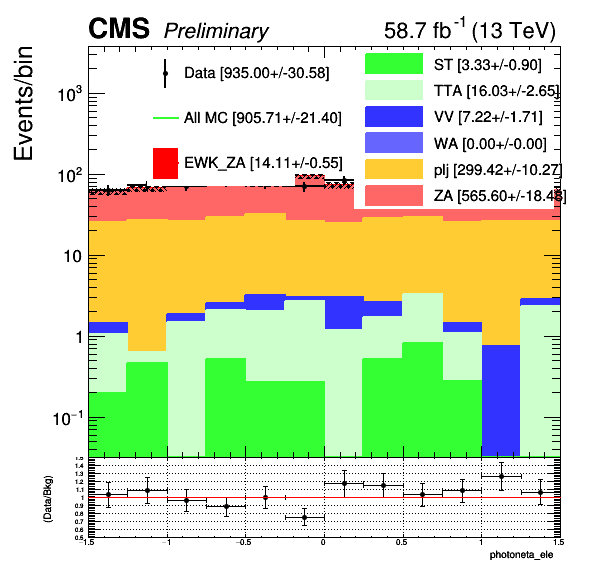 CMS Preliminary 58.7 fb⁻¹ (13 TeV)
Events/bin
Data [935.00+/-30.58]
All MC [905.71+/-21.40]
EWK_ZA [14.11+/-0.55]
ST [3.33+/-0.90]
TTA [16.03+/-2.65]
VV [7.22+/-1.71]
WA [0.00+/-0.00]
plj [299.42+/-10.27]
ZA [565.60+/-18.48]
10³
10²
10
1
10⁻¹
(Data/Bkg)
1.5
1.4
1.3
1.2
1.1
1
0.9
0.8
0.7
0.6
0.5
-1.5 −1 −0.5 0 0.5 1 1.5
photoneta_ele